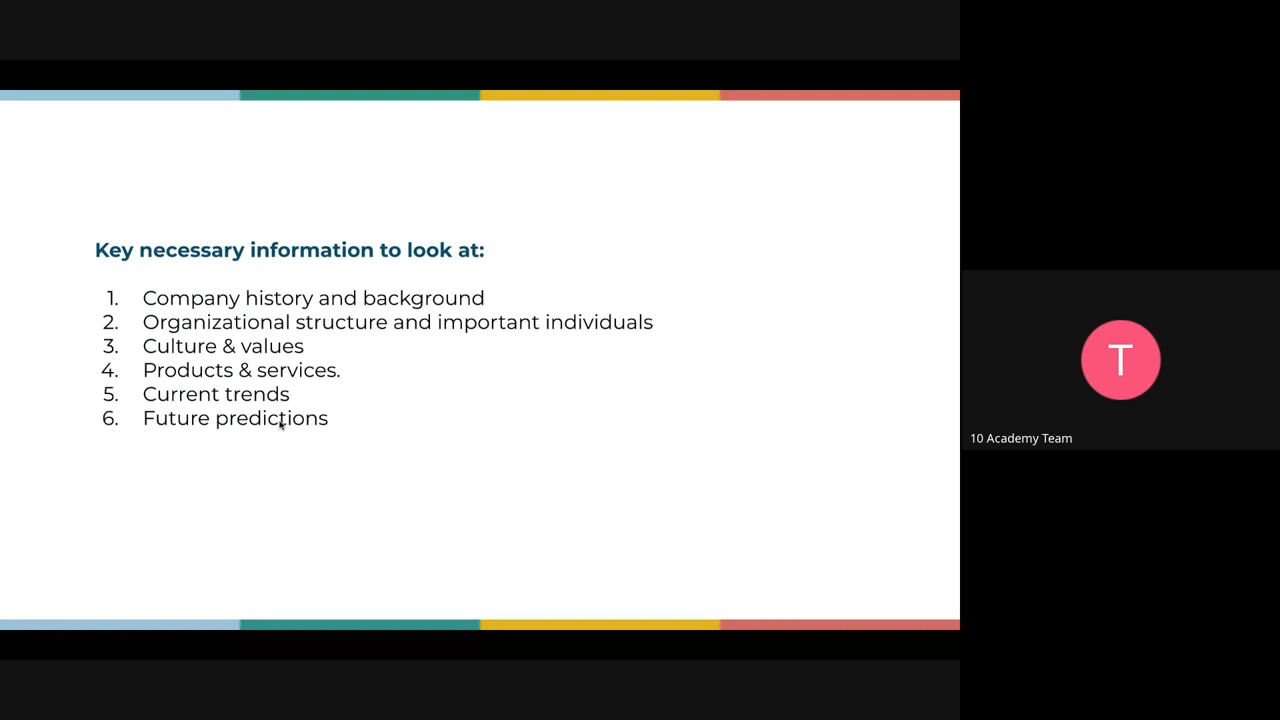 Key necessary information to look at:
1. Company history and background
2. Organizational structure and important individuals
3. Culture & values
4. Products & services.
5. Current trends
6. Future predictions
T
10 Academy Team